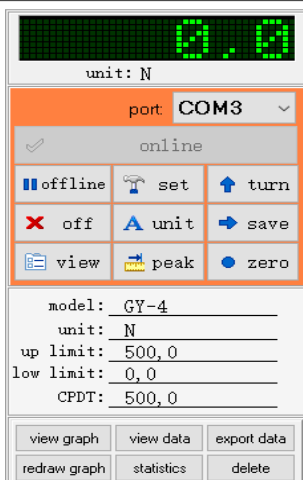 0.0
unit: N
port: COM3
online
offline set turn
off unit save
view peak zero
model: GY-4
unit: N
up limit: 500,0
low limit: 0,0
CPDT: 500,0
view graph view data export data
redraw graph statistics delete